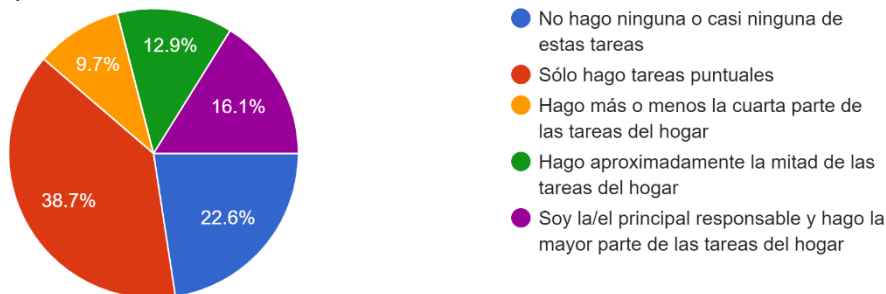 12.9%
9.7%
16.1%
38.7%
22.6%
No hago ninguna o casi ninguna de
estas tareas
Sólo hago tareas puntuales
Hago más o menos la cuarta parte de
las tareas del hogar
Hago aproximadamente la mitad de las
tareas del hogar
Soy la/el principal responsable y hago la
mayor parte de las tareas del hogar